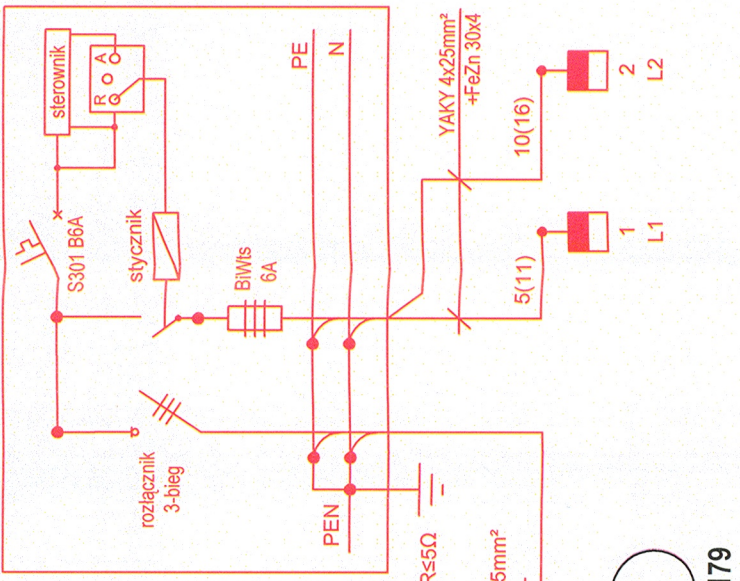 sterownik
R
A
S301 B6A
stycznik
BiWts
6A
rozłącznik
3-bieg
PE
N
PEN
R≤5Ω
5mm²
YAKY 4x25mm²
+FeZn 30x4
10(16)
2
L2
5(11)
1
L1
179